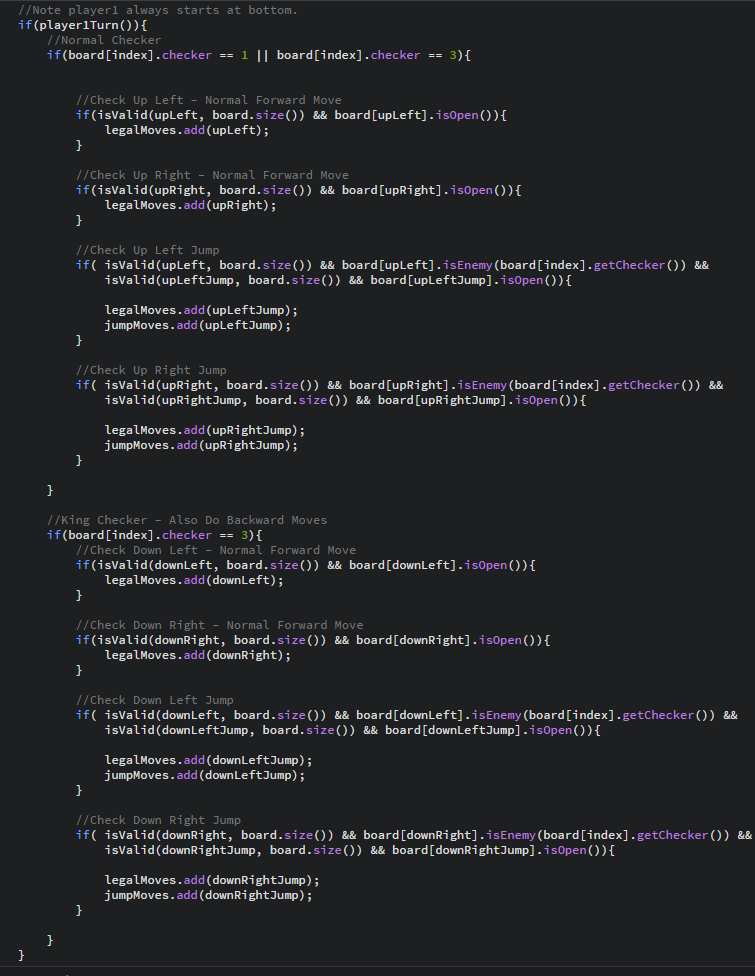 //Note player1 always starts at bottom.
if(player1Turn()){
//Normal Checker
if(board[index].checker == 1 || board[index].checker == 3){
//Check Up Left - Normal Forward Move
if(isValid(upLeft, board.size()) && board[upLeft].isOpen()){
legalMoves.add(upLeft);
}
//Check Up Right - Normal Forward Move
if(isValid(upRight, board.size()) && board[upRight].isOpen()){
legalMoves.add(upRight);
}
//Check Up Left Jump
if( isValid(upLeft, board.size()) && board[upLeft].isEnemy(board[index].getChecker()) &&
isValid(upLeftJump, board.size()) && board[upLeftJump].isOpen()){
legalMoves.add(upLeftJump);
jumpMoves.add(upLeftJump);
}
//Check Up Right Jump
if( isValid(upRight, board.size()) && board[upRight].isEnemy(board[index].getChecker()) &&
isValid(upRightJump, board.size()) && board[upRightJump].isOpen()){
legalMoves.add(upRightJump);
jumpMoves.add(upRightJump);
}
}
//King Checker - Also Do Backward Moves
if(board[index].checker == 3){
//Check Down Left - Normal Forward Move
if(isValid(downLeft, board.size()) && board[downLeft].isOpen()){
legalMoves.add(downLeft);
}
//Check Down Right - Normal Forward Move
if(isValid(downRight, board.size()) && board[downRight].isOpen()){
legalMoves.add(downRight);
}
//Check Down Left Jump
if( isValid(downLeft, board.size()) && board[downLeft].isEnemy(board[index].getChecker()) &&
isValid(downLeftJump, board.size()) && board[downLeftJump].isOpen()){
legalMoves.add(downLeftJump);
jumpMoves.add(downLeftJump);
}
//Check Down Right Jump
if( isValid(downRight, board.size()) && board[downRight].isEnemy(board[index].getChecker()) &&
isValid(downRightJump, board.size()) && board[downRightJump].isOpen()){
legalMoves.add(downRightJump);
jumpMoves.add(downRightJump);
}
}
}